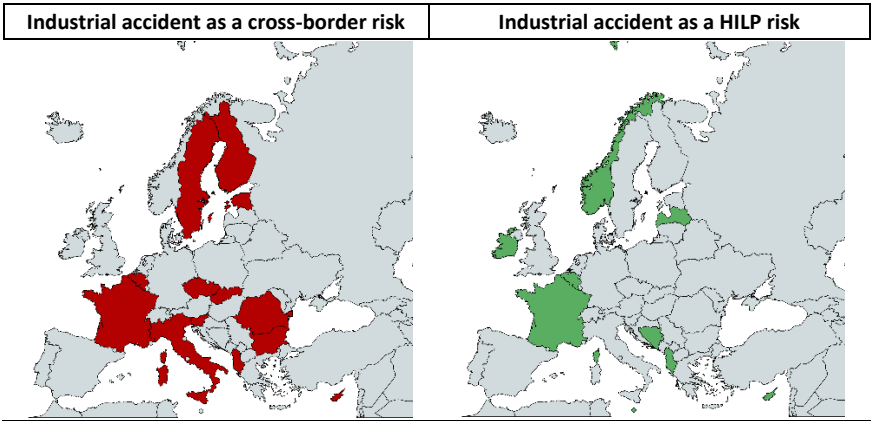 Industrial accident as a cross-border risk
Industrial accident as a HILP risk